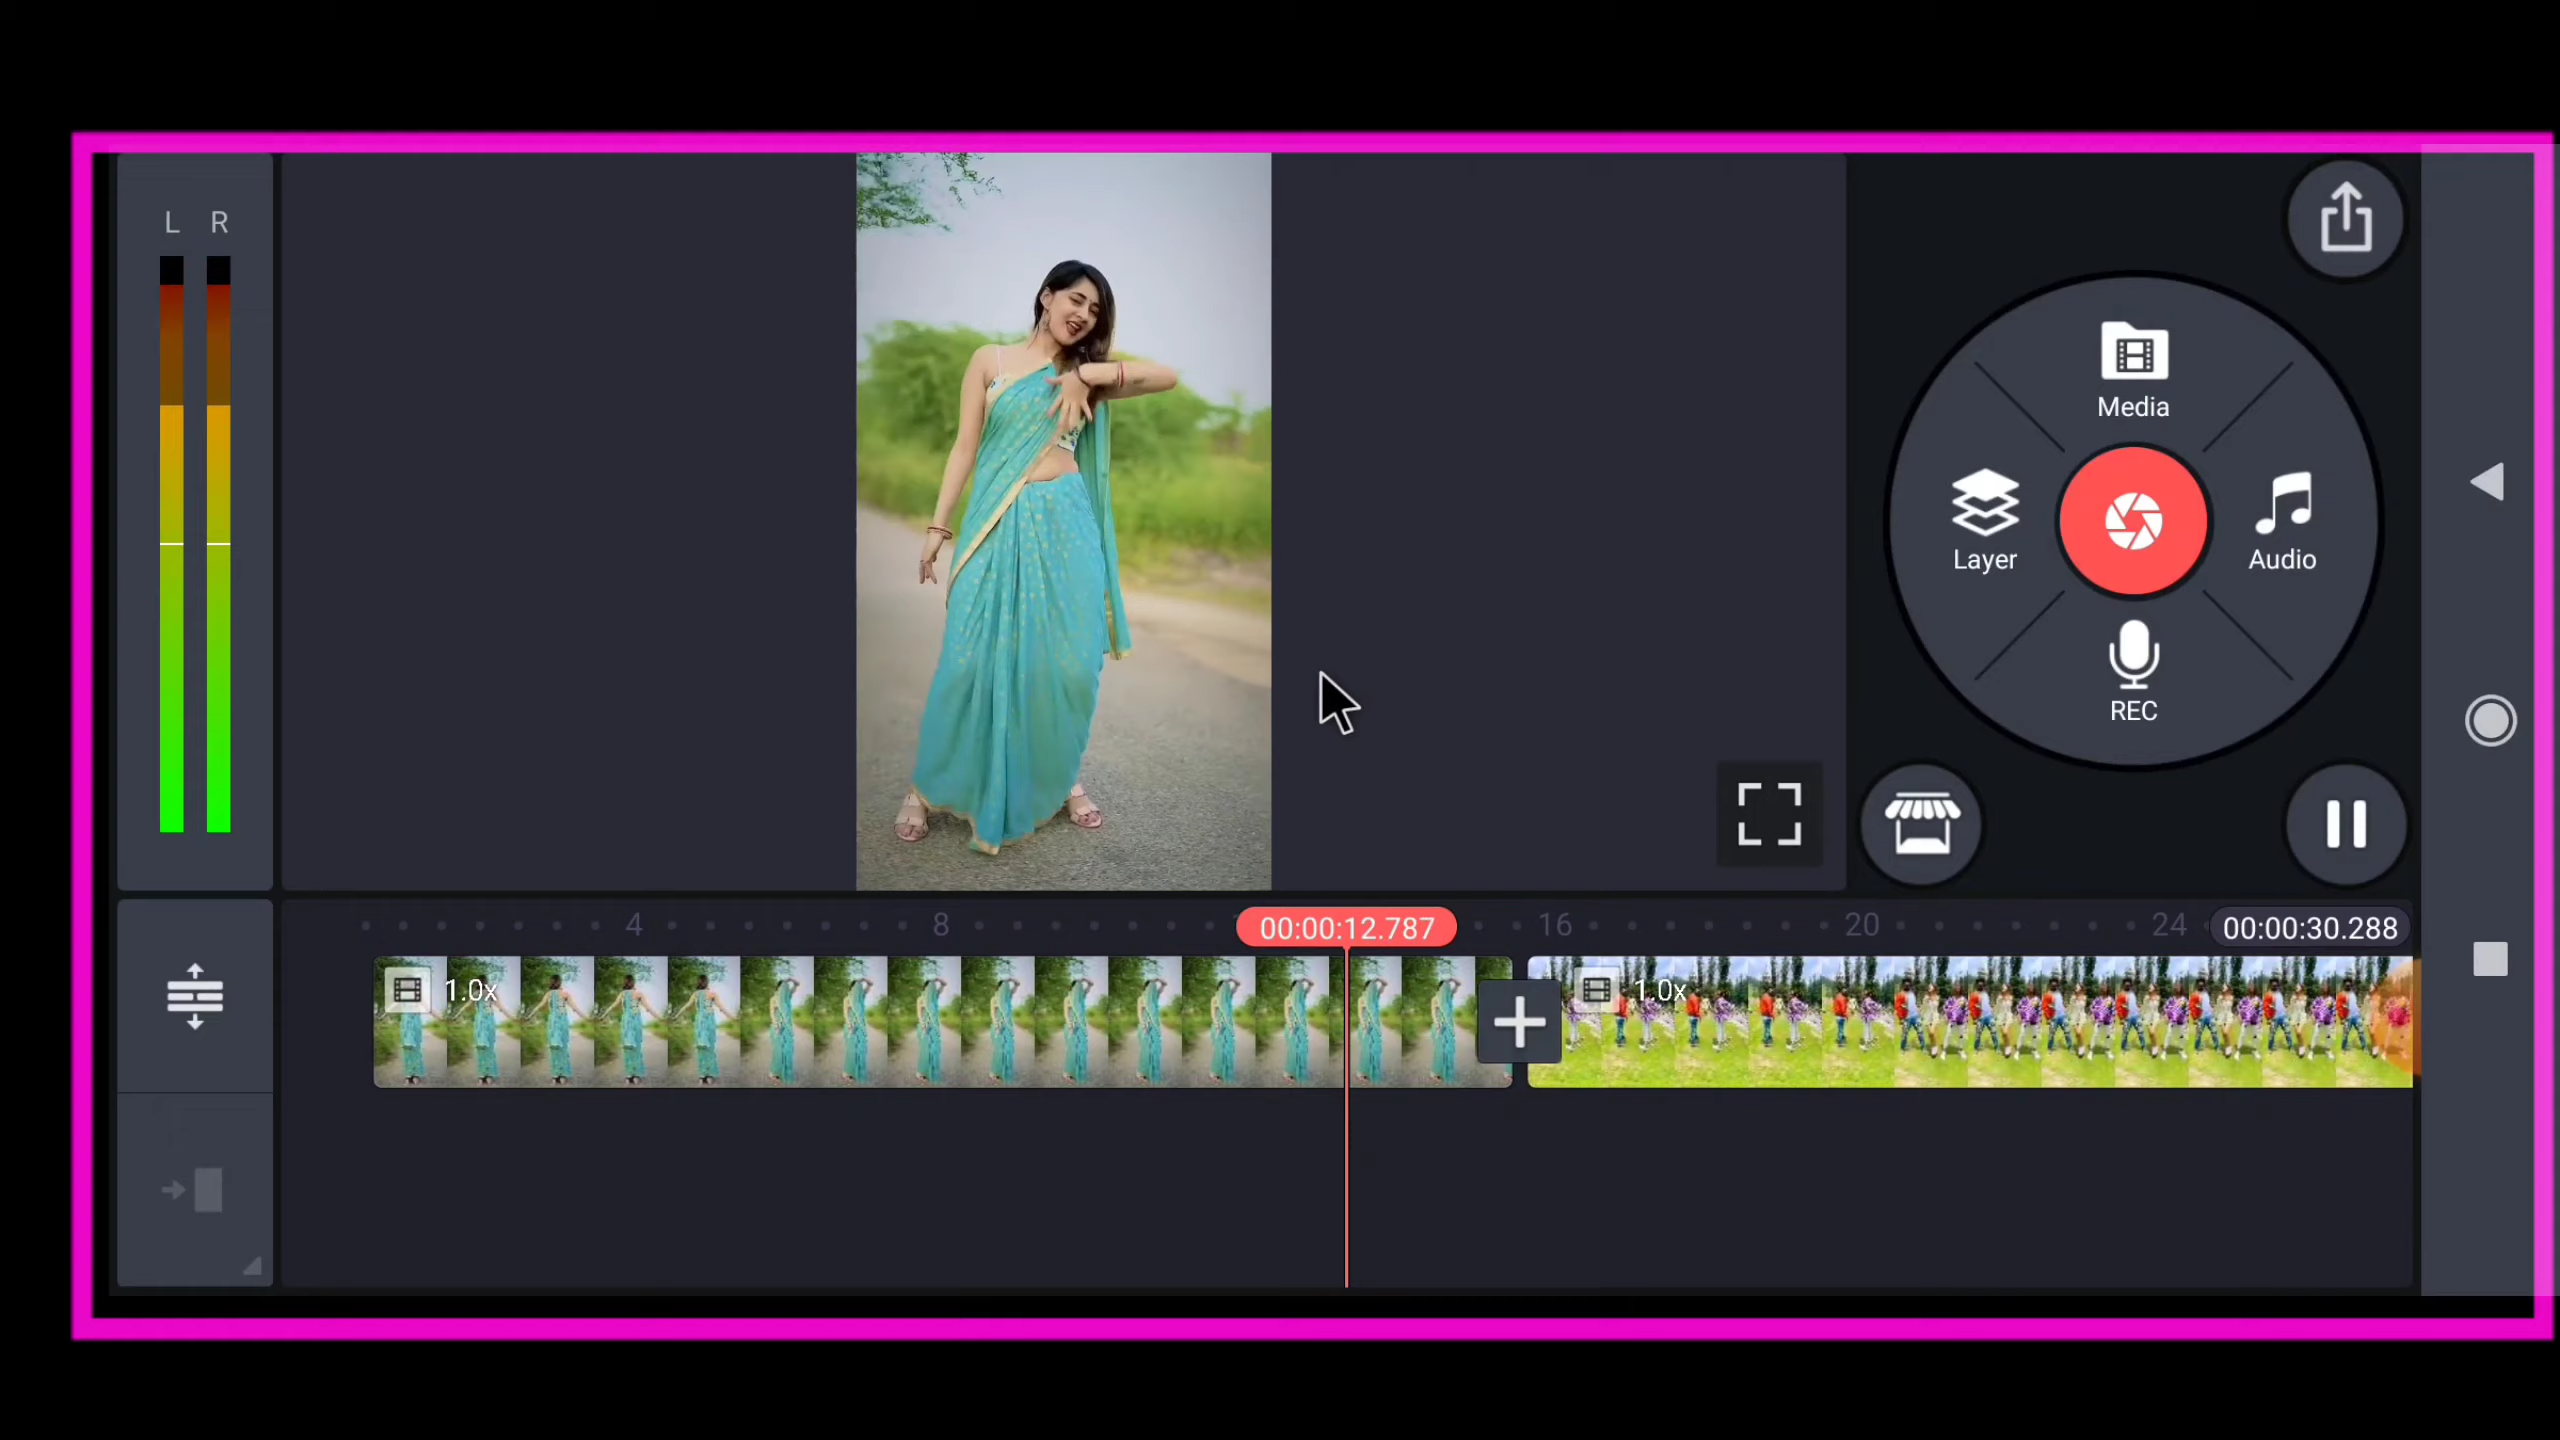 L R
Media
Layer
Audio
REC
4
8
00:00:12.787
16
20
24
00:00:30.288
1.0x
1.0x